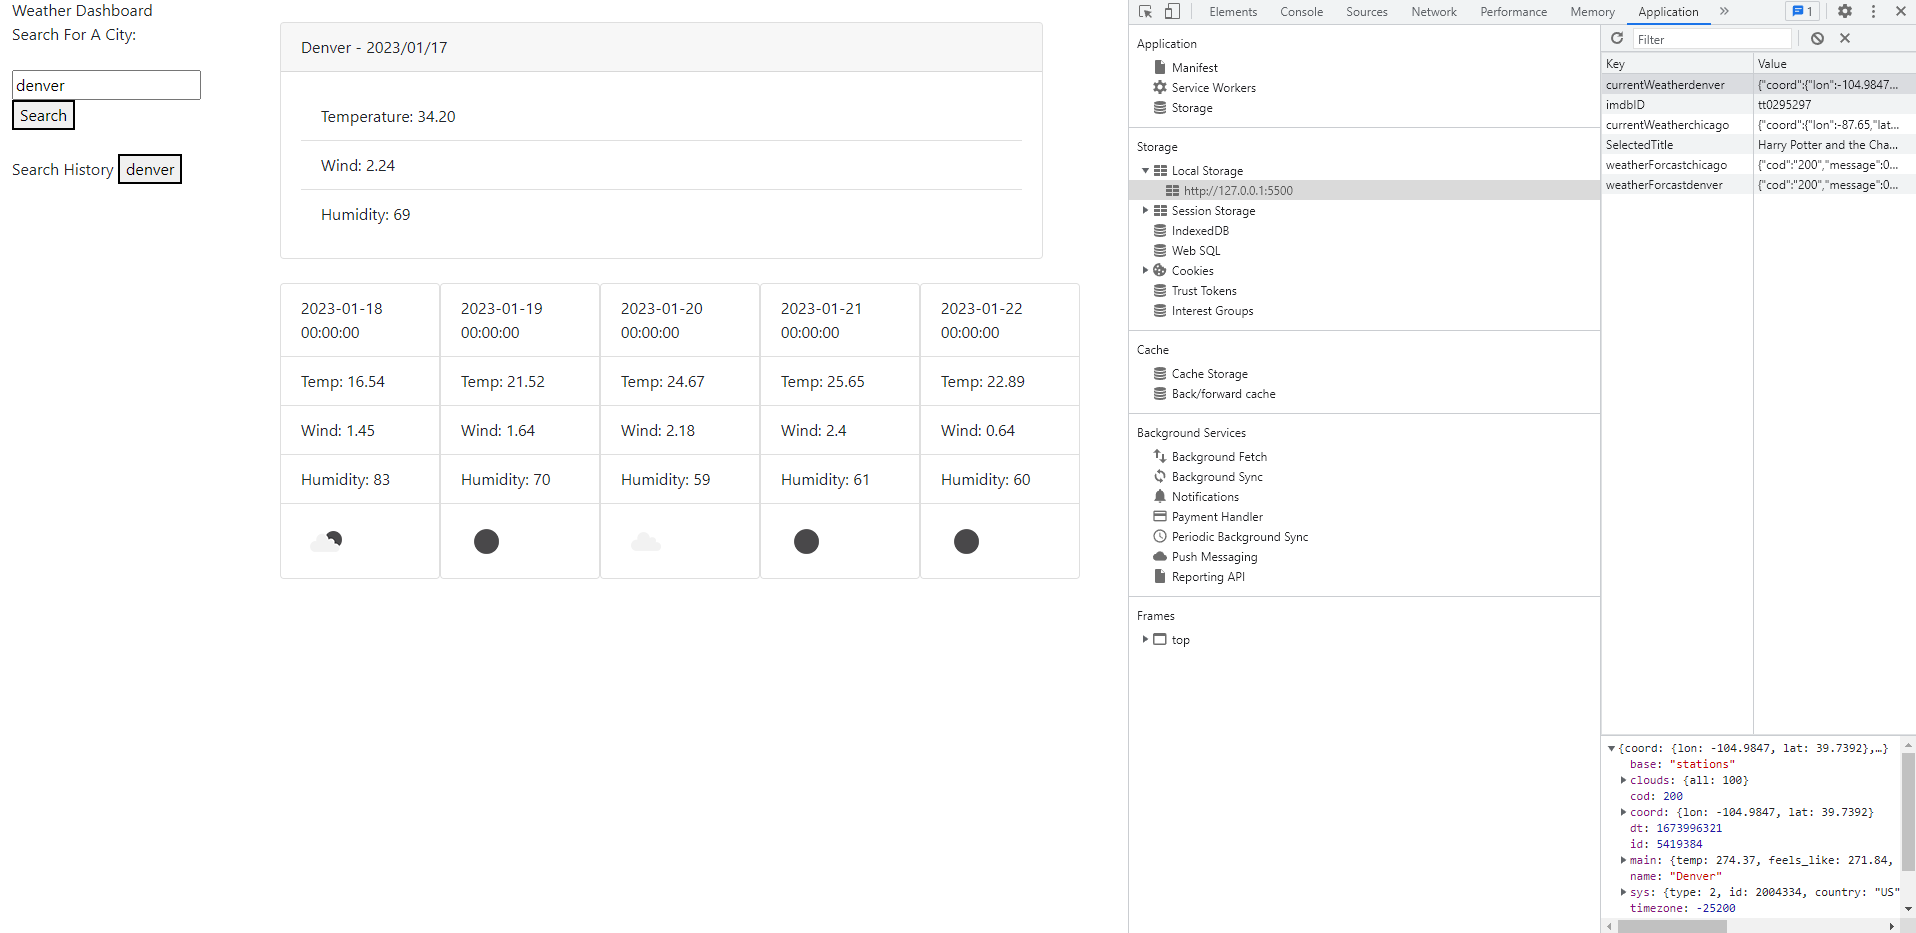 Weather Dashboard
Search For A City:
denver
Search
Search History denver
Denver - 2023/01/17
Temperature: 34.20
Wind: 2.24
Humidity: 69
2023-01-18 00:00:00
Temp: 16.54
Wind: 1.45
Humidity: 83
2023-01-19 00:00:00
Temp: 21.52
Wind: 1.64
Humidity: 70
2023-01-20 00:00:00
Temp: 24.67
Wind: 2.18
Humidity: 59
2023-01-21 00:00:00
Temp: 25.65
Wind: 2.4
Humidity: 61
2023-01-22 00:00:00
Temp: 22.89
Wind: 0.64
Humidity: 60
Elements Console Sources Network Performance Memory Application » 1
Application
Manifest
Service Workers
Storage
Storage
Local Storage
http://127.0.0.1:5500
Session Storage
IndexedDB
Web SQL
Cookies
Trust Tokens
Interest Groups
Cache
Cache Storage
Back/forward cache
Background Services
Background Fetch
Background Sync
Notifications
Payment Handler
Periodic Background Sync
Push Messaging
Reporting API
Frames
top
Filter
Key Value
currentWeatherdenver {"coord":{"lon":-104.9847...
imdbID tt0295297
currentWeatherchicago {"coord":{"lon":-87.65,"lat...
SelectedTitle Harry Potter and the Cha...
weatherForcastchicago {"cod":"200","message":0...
weatherForcastdenver {"cod":"200","message":0...
{coord: {lon: -104.9847, lat: 39.7392},…}
base: "stations"
clouds: {all: 100}
cod: 200
coord: {lon: -104.9847, lat: 39.7392}
dt: 1673996321
id: 5419384
main: {temp: 274.37, feels_like: 271.84,
name: "Denver"
sys: {type: 2, id: 2004334, country: "US"
timezone: -25200